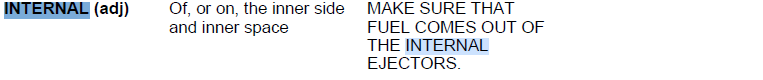 INTERNAL (adj) Of, or on, the inner side MAKE SURE THAT
and inner space FUEL COMES OUT OF
THE INTERNAL
EJECTORS.